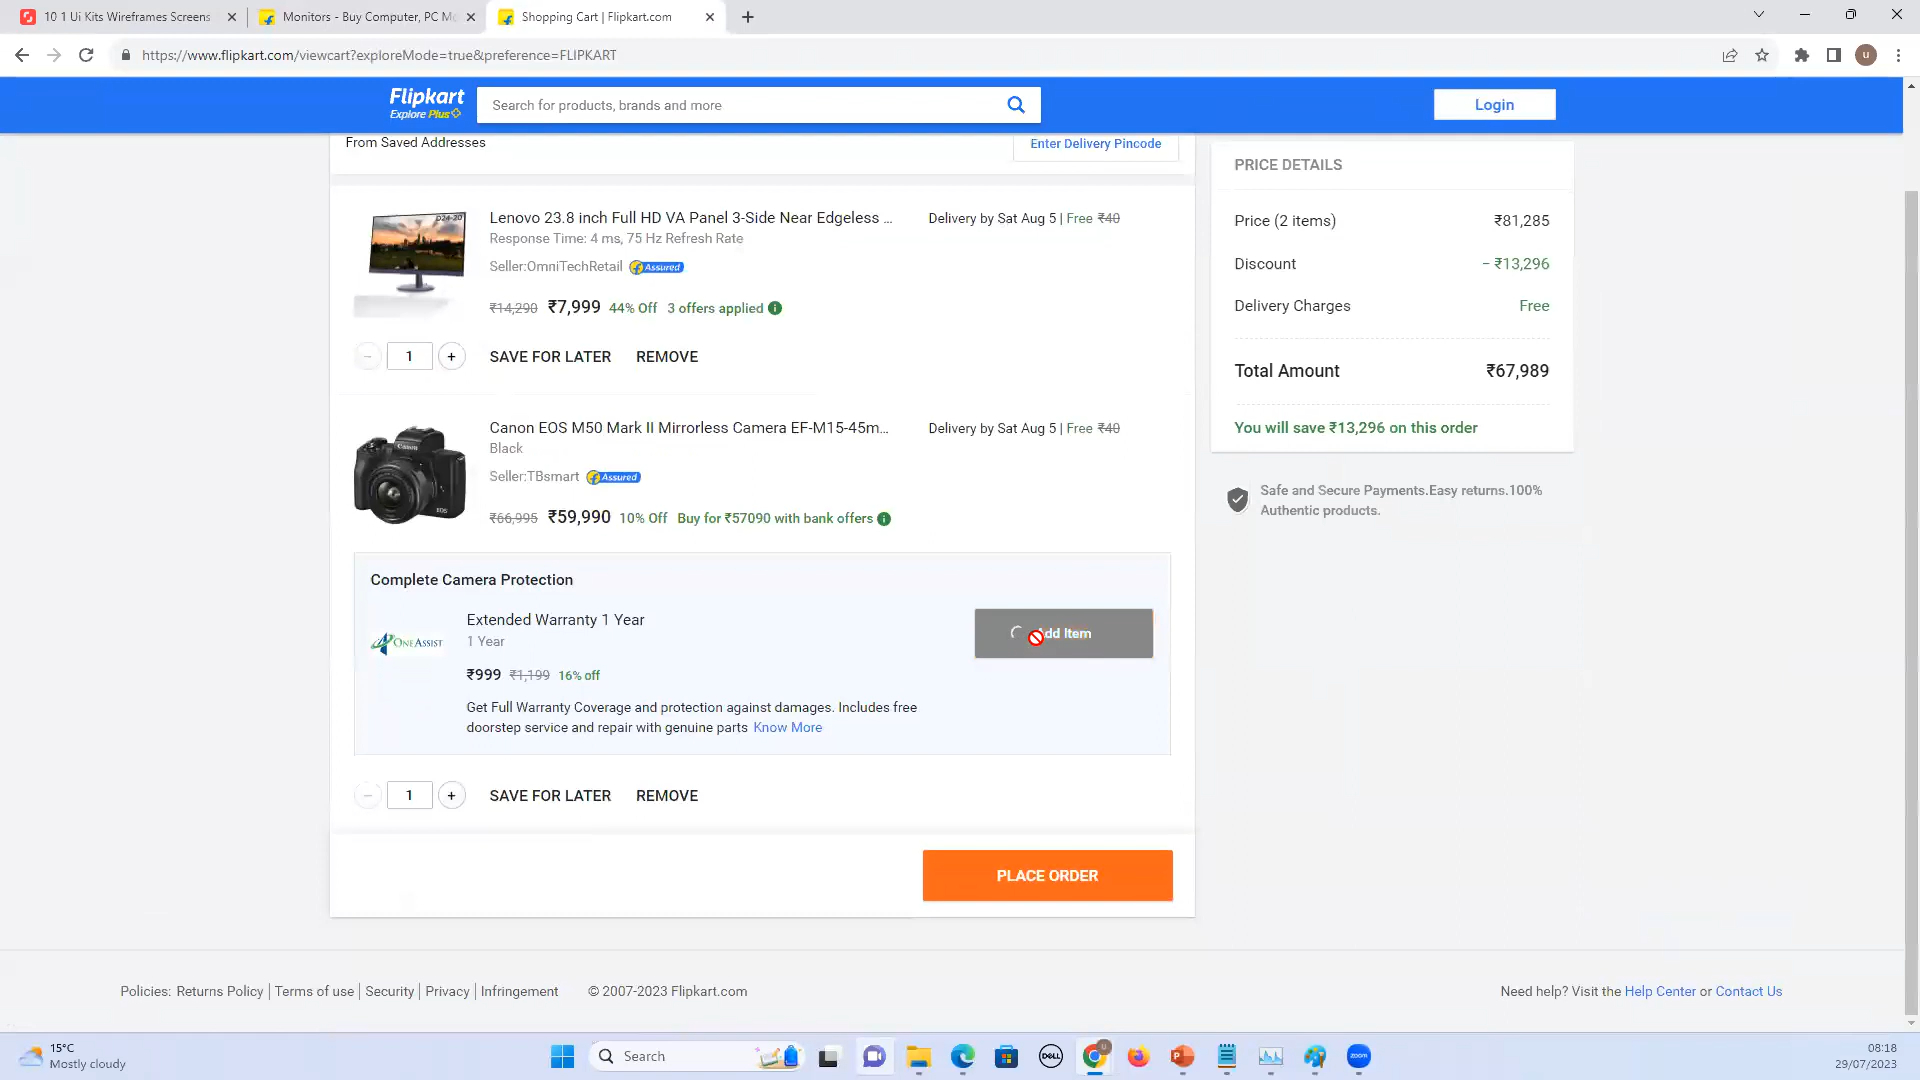 10 1 Ui Kits Wireframes Screens
Monitors - Buy Computer, PC Mo
Shopping Cart | Flipkart.com
https://www.flipkart.com/viewcart?exploreMode=true&preference=FLIPKART
u
Flipkart
Explore Plus
Search for products, brands and more
Login
From Saved Addresses
Enter Delivery Pincode
D24-20
Lenovo 23.8 inch Full HD VA Panel 3-Side Near Edgeless ...
Response Time: 4 ms, 75 Hz Refresh Rate
Seller:OmniTechRetail Assured
₹14,290 ₹7,999 44% Off 3 offers applied
Delivery by Sat Aug 5 | Free ₹40
− 1 + SAVE FOR LATER REMOVE
Canon EOS M50 Mark II Mirrorless Camera EF-M15-45m...
Black
Seller:TBsmart Assured
₹66,995 ₹59,990 10% Off Buy for ₹57090 with bank offers
Delivery by Sat Aug 5 | Free ₹40
Canon
EOS
Complete Camera Protection
ONEASSIST
Extended Warranty 1 Year
1 Year
₹999 ₹1,199 16% off
Get Full Warranty Coverage and protection against damages. Includes free
doorstep service and repair with genuine parts Know More
Add Item
− 1 + SAVE FOR LATER REMOVE
PLACE ORDER
PRICE DETAILS
Price (2 items) ₹81,285
Discount − ₹13,296
Delivery Charges Free
Total Amount ₹67,989
You will save ₹13,296 on this order
Safe and Secure Payments.Easy returns.100%
Authentic products.
Policies: Returns Policy | Terms of use | Security | Privacy | Infringement © 2007-2023 Flipkart.com
Need help? Visit the Help Center or Contact Us
15°C
Mostly cloudy
Search
DELL
u
zoom
08:18
29/07/2023